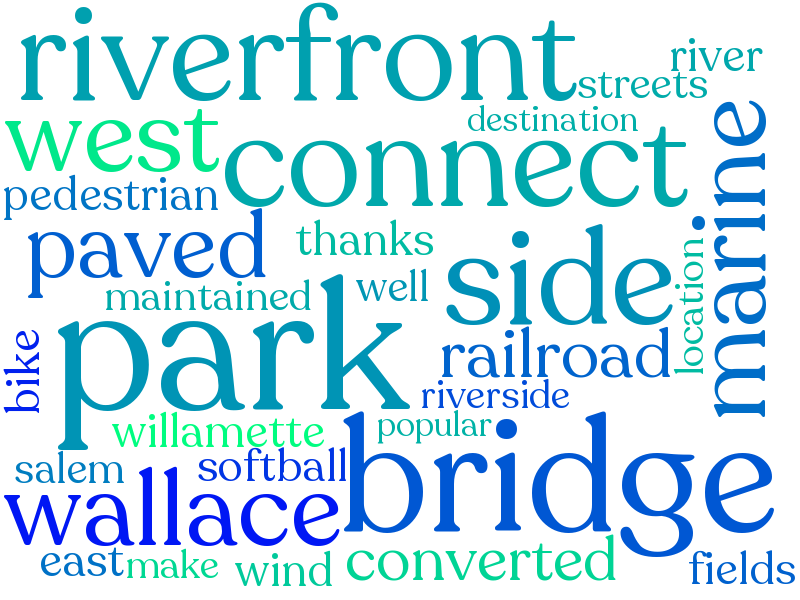 riverfront
river
streets
destination
west
connect
marine
pedestrian
paved
thanks
side
location
maintained
well
park
railroad
bike
riverside
willamette
popular
bridge
salem
softball
wallace
east
make
wind
converted
fields